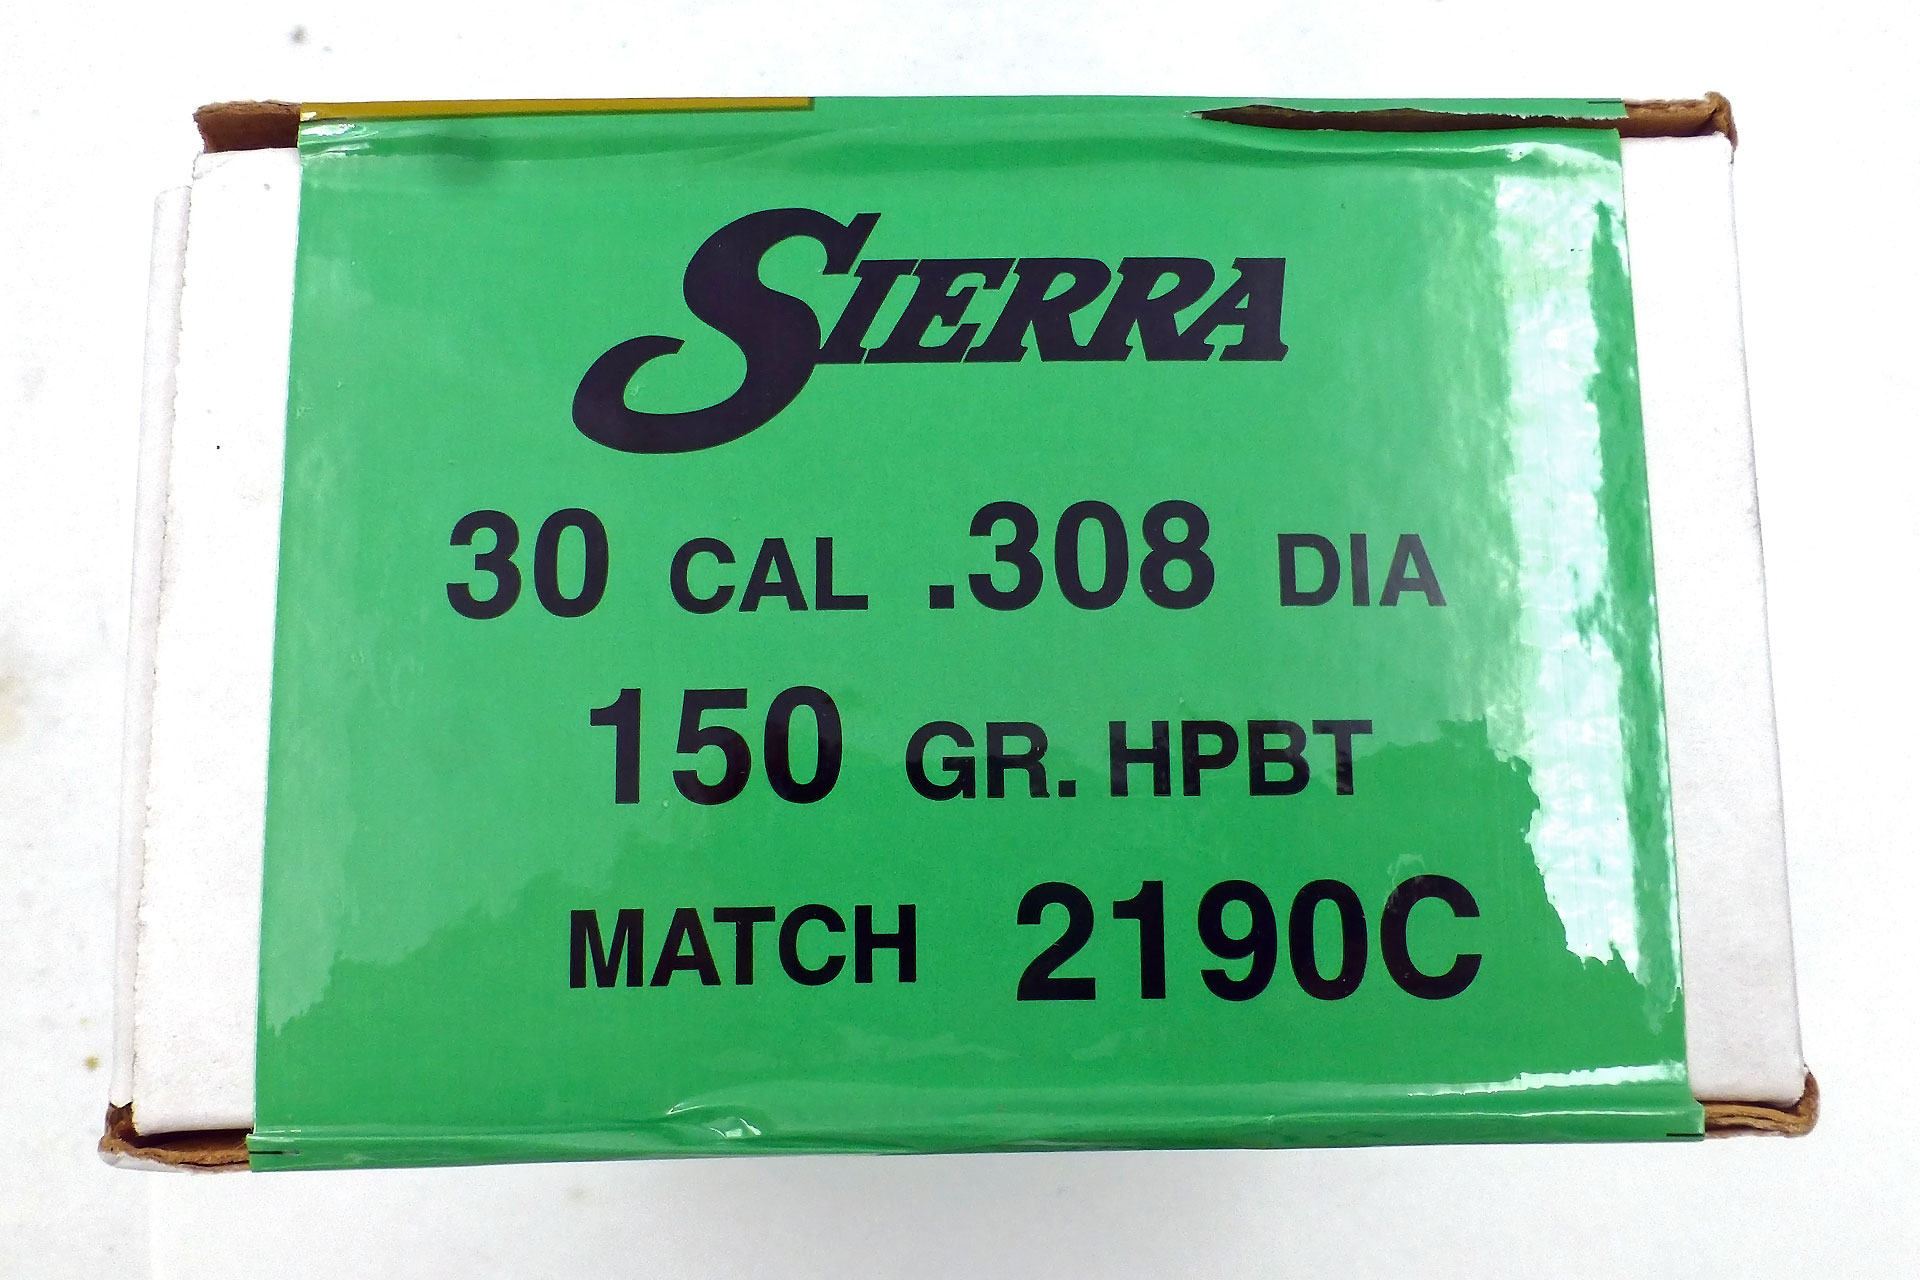 SIERRA
30 CAL .308 DIA
150 GR. HPBT
MATCH 2190C